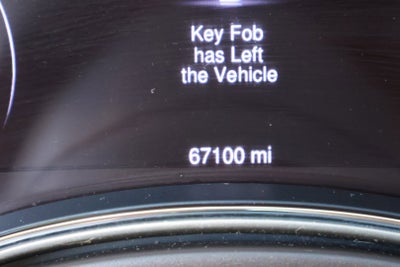 Key Fob
has Left
the Vehicle
67100 mi